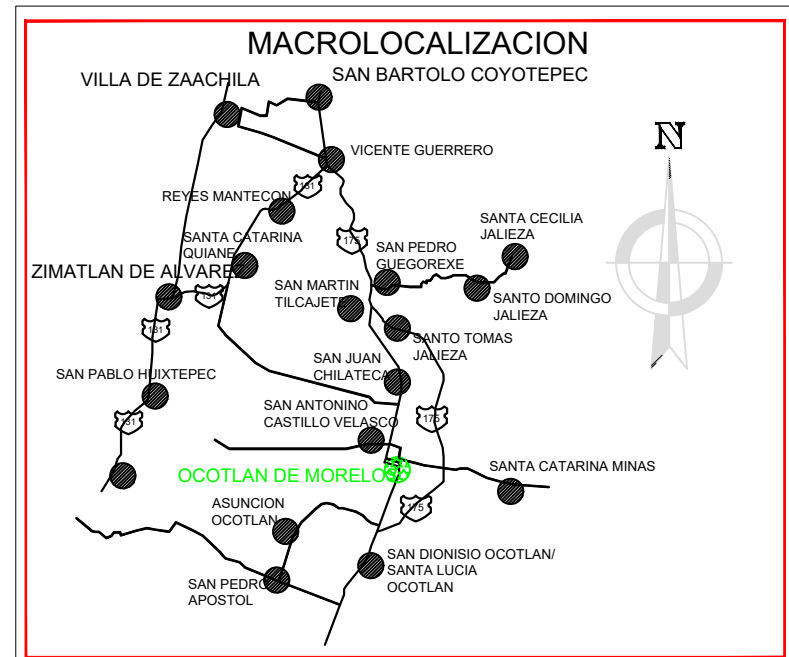 MACROLOCALIZACION
SAN BARTOLO COYOTEPEC
VILLA DE ZAACHILA
N
VICENTE GUERRERO
131
REYES MANTECON
SANTA CECILIA
JALIEZA
SANTA CATARINA
QUIANE
175
SAN PEDRO
GUEGOREXE
ZIMATLAN DE ALVAREZ
131
SAN MARTIN
TILCAJETE
SANTO DOMINGO
JALIEZA
131
SANTO TOMAS
JALIEZA
SAN JUAN
CHILATECA
SAN PABLO HUIXTEPEC
SAN ANTONINO
CASTILLO VELASCO
131
175
OCOTLAN DE MORELOS
SANTA CATARINA MINAS
ASUNCION
OCOTLAN
175
SAN DIONISIO OCOTLAN/
SANTA LUCIA
OCOTLAN
SAN PEDRO
APOSTOL